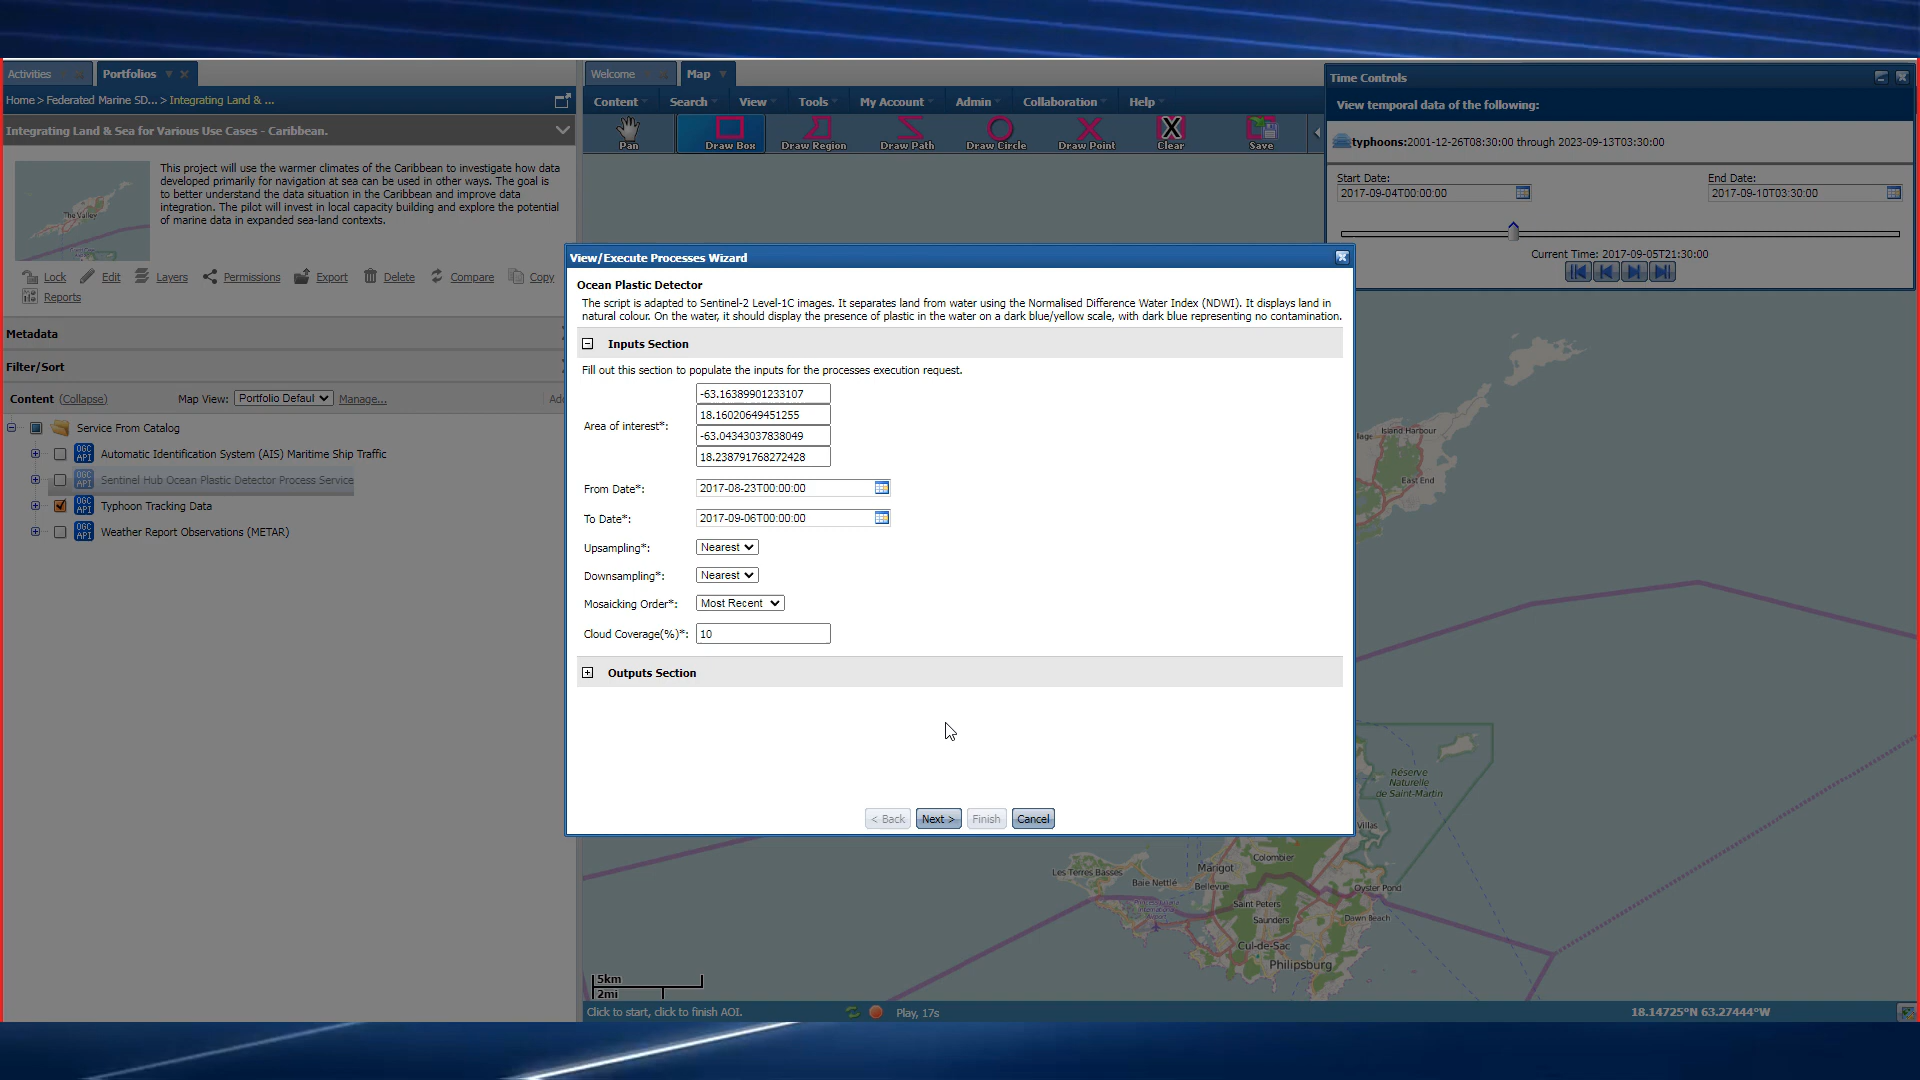 Activities
Portfolios
Home > Federated Marine SD... > Integrating Land & ...
Integrating Land & Sea for Various Use Cases - Caribbean.
The Valley
This project will use the warmer climates of the Caribbean to investigate how data
developed primarily for navigation at sea can be used in other ways. The goal is
to better understand the data situation in the Caribbean and improve data
integration. The pilot will invest in local capacity building and explore the potential
of marine data in expanded sea-land contexts.
Lock Edit Layers Permissions Export Delete Compare Copy
Reports
Metadata
Filter/Sort
Content (Collapse) Map View: Portfolio Defaul Manage...
Service From Catalog
OGC API Automatic Identification System (AIS) Maritime Ship Traffic
OGC API Sentinel Hub Ocean Plastic Detector Process Service
OGC API Typhoon Tracking Data
OGC API Weather Report Observations (METAR)
Welcome
Map
Content Search View Tools My Account Admin Collaboration Help
Pan Draw Box Draw Region Draw Path Draw Circle Draw Point Clear Save
Time Controls
View temporal data of the following:
typhoons:2001-12-26T08:30:00 through 2023-09-13T03:30:00
Start Date: End Date:
2017-09-04T00:00:00 2017-09-10T03:30:00
Current Time: 2017-09-05T21:30:00
View/Execute Processes Wizard
Ocean Plastic Detector
The script is adapted to Sentinel-2 Level-1C images. It separates land from water using the Normalised Difference Water Index (NDWI). It displays land in
natural colour. On the water, it should display the presence of plastic in the water on a dark blue/yellow scale, with dark blue representing no contamination.
Inputs Section
Fill out this section to populate the inputs for the processes execution request.
Area of interest*:
-63.16389901233107
18.16020649451255
-63.04343037838049
18.238791768272428
From Date*: 2017-08-23T00:00:00
To Date*: 2017-09-06T00:00:00
Upsampling*: Nearest
Downsampling*: Nearest
Mosaicking Order*: Most Recent
Cloud Coverage(%)*: 10
Outputs Section
< Back Next > Finish Cancel
Island Harbour
East End
Réserve
Naturelle
de Saint-Martin
Les Terres Basses
Baie Nettlé
Marigot
Bellevue
Colombier
Oyster Pond
Saint Peters
Saunders
Dawn Beach
Cul-de-Sac
Philipsburg
5km
2mi
Click to start, click to finish AOI.
Play, 17s
18.14725°N 63.27444°W